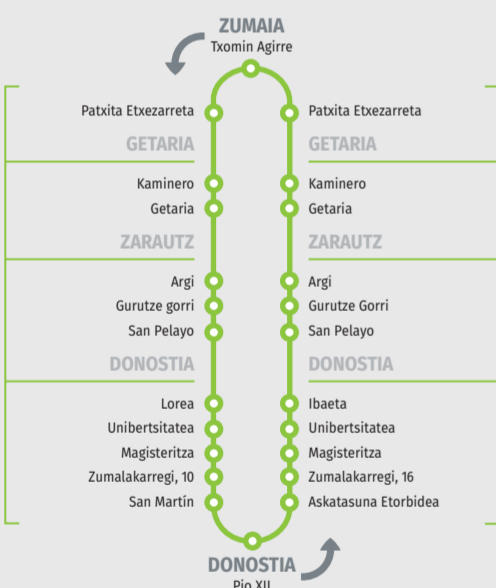 ZUMAIA
Txomin Agirre
Patxita Etxezarreta
GETARIA
Kaminero
Getaria
ZARAUTZ
Argi
Gurutze gorri
San Pelayo
DONOSTIA
Lorea
Unibertsitatea
Magisteritza
Zumalakarregi, 10
San Martín
Patxita Etxezarreta
GETARIA
Kaminero
Getaria
ZARAUTZ
Argi
Gurutze Gorri
San Pelayo
DONOSTIA
Ibaeta
Unibertsitatea
Magisteritza
Zumalakarregi, 16
Askatasuna Etorbidea
DONOSTIA
Pio XII